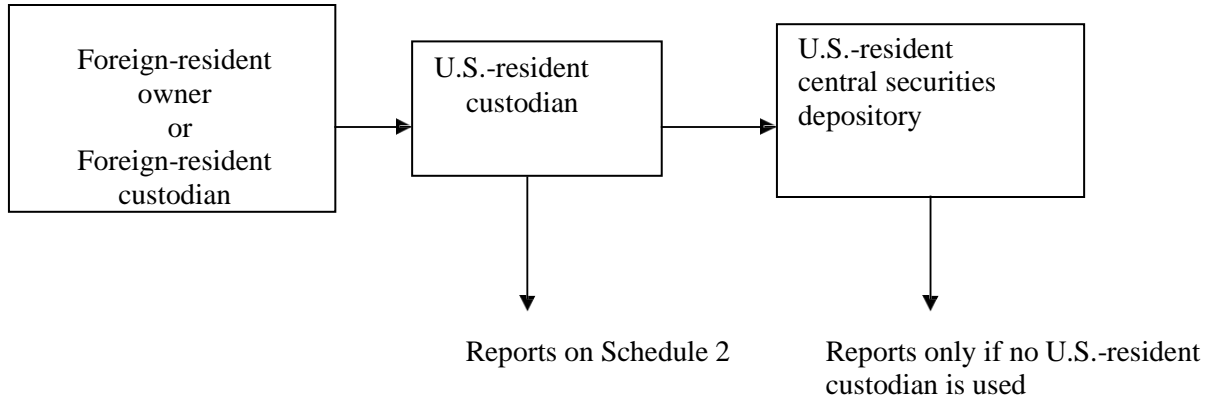 Foreign-resident
owner
or
Foreign-resident
custodian
U.S.-resident
custodian
U.S.-resident
central securities
depository
Reports on Schedule 2
Reports only if no U.S.-resident
custodian is used